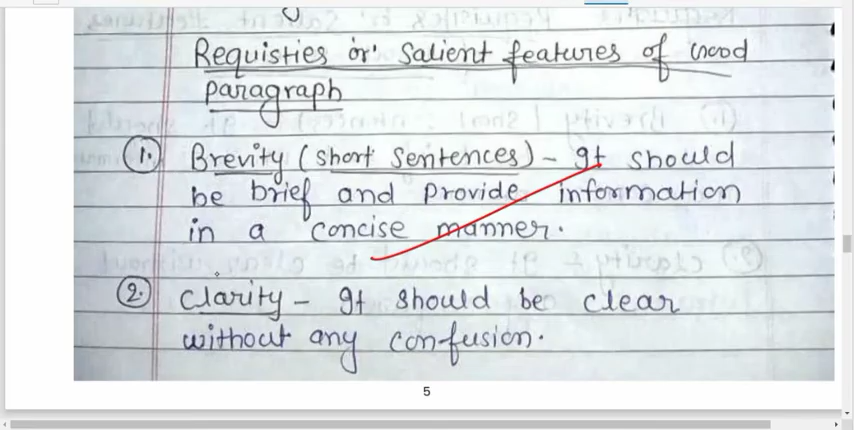 Requisties or Salient features of Good
paragraph
1. Brevity (short sentences) - It should
be brief and provide information
in a concise manner.
2. Clarity - It should be clear
without any confusion.
5